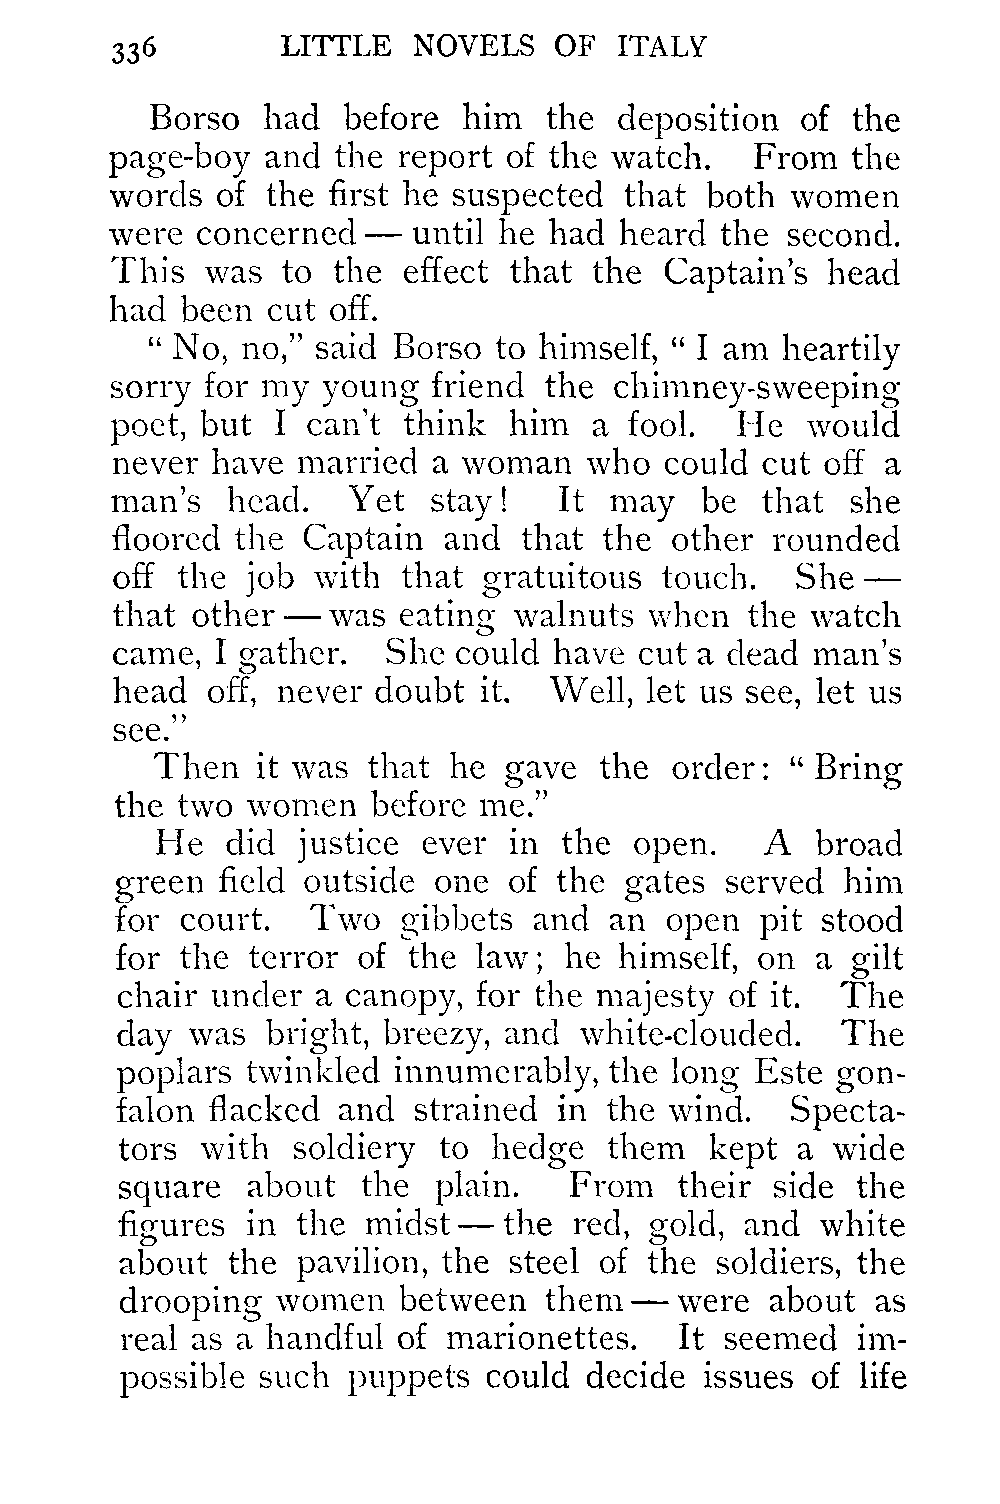 336 LITTLE NOVELS OF ITALY
Borso had before him the deposition of the
page-boy and the report of the watch. From the
words of the first he suspected that both women
were concerned — until he had heard the second.
This was to the effect that the Captain's head
had been cut off.
“ No, no,” said Borso to himself, “ I am heartily
sorry for my young friend the chimney-sweeping
poet, but I can't think him a fool. He would
never have married a woman who could cut off a
man's head. Yet stay! It may be that she
floored the Captain and that the other rounded
off the job with that gratuitous touch. She —
that other — was eating walnuts when the watch
came, I gather. She could have cut a dead man's
head off, never doubt it. Well, let us see, let us
see.”
Then it was that he gave the order: “ Bring
the two women before me.”
He did justice ever in the open. A broad
green field outside one of the gates served him
for court. Two gibbets and an open pit stood
for the terror of the law; he himself, on a gilt
chair under a canopy, for the majesty of it. The
day was bright, breezy, and white-clouded. The
poplars twinkled innumerably, the long Este gon-
falon flacked and strained in the wind. Specta-
tors with soldiery to hedge them kept a wide
square about the plain. From their side the
figures in the midst — the red, gold, and white
about the pavilion, the steel of the soldiers, the
drooping women between them — were about as
real as a handful of marionettes. It seemed im-
possible such puppets could decide issues of life